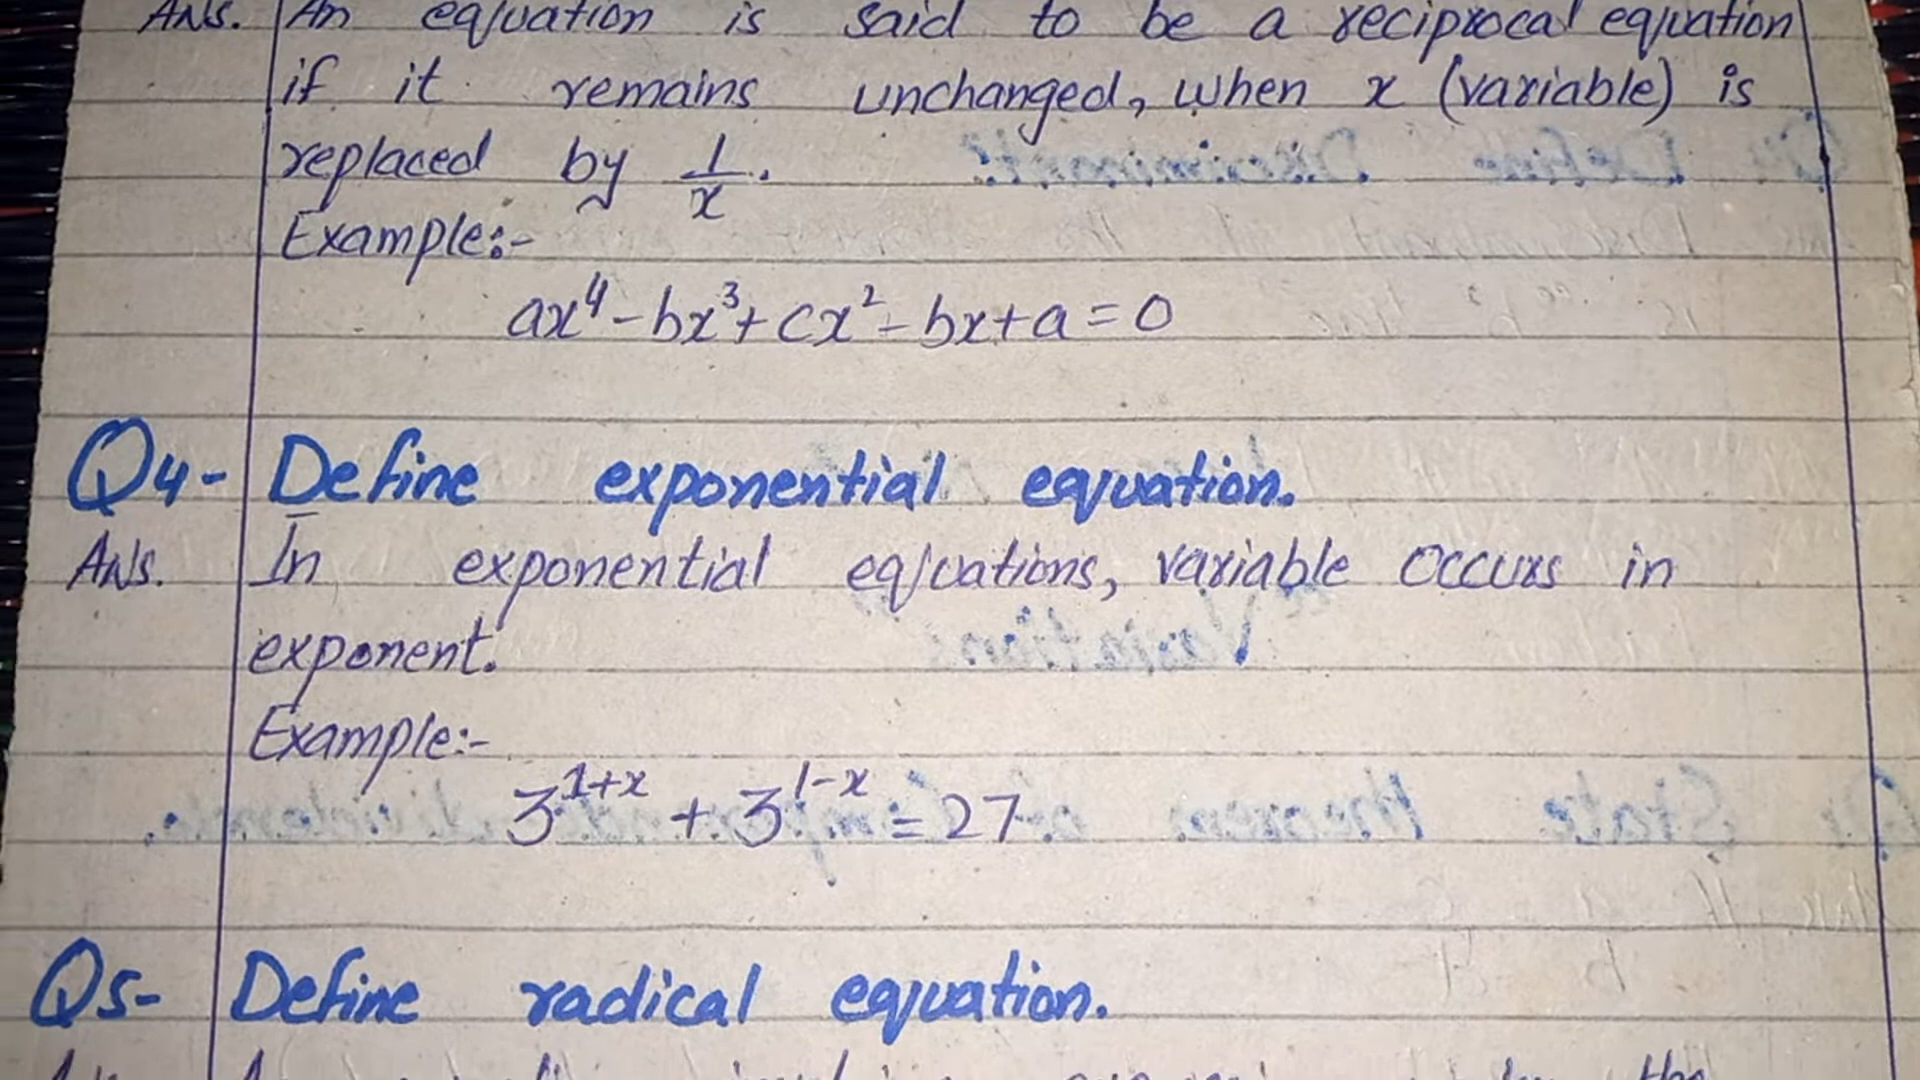 Ans. An equation is said to be a reciprocal equation
if it remains unchanged, when x (variable) is
replaced by 1/x.
Example:-
ax⁴-bx³+cx²-bx+a=0
Q4- Define exponential equation.
Ans. In exponential equations, variable occurs in
exponent.
Example:-
3^(1+x) + 3^(1-x) = 27
Q5- Define radical equation.